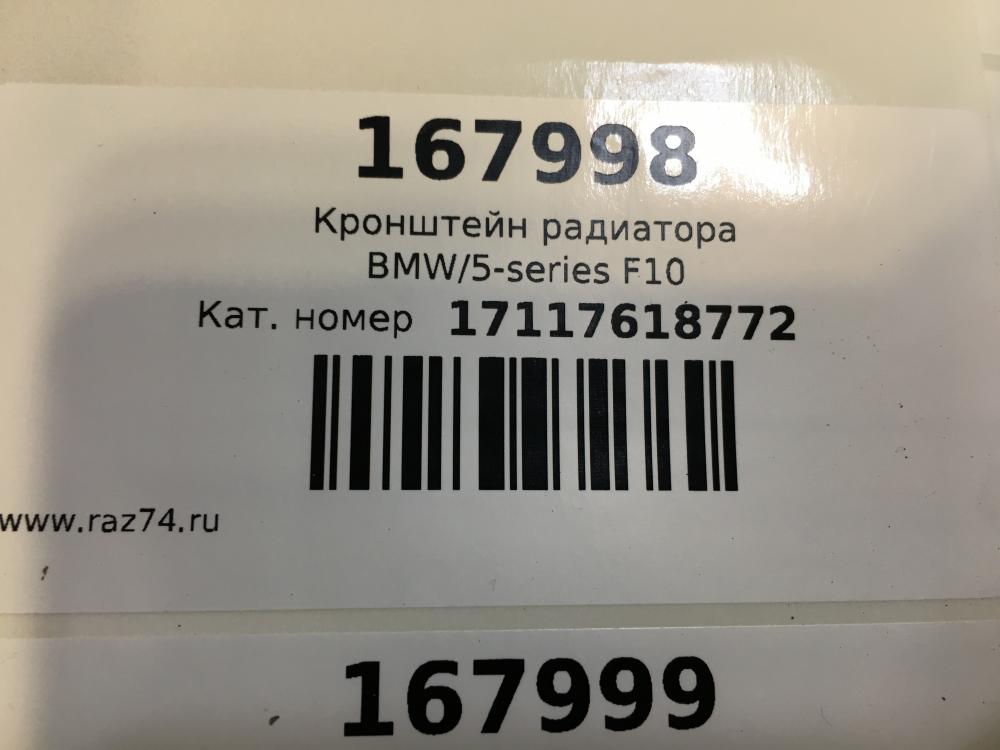 167998
Кронштейн радиатора
BMW/5-series F10
Кат. номер 17117618772
www.raz74.ru
167999